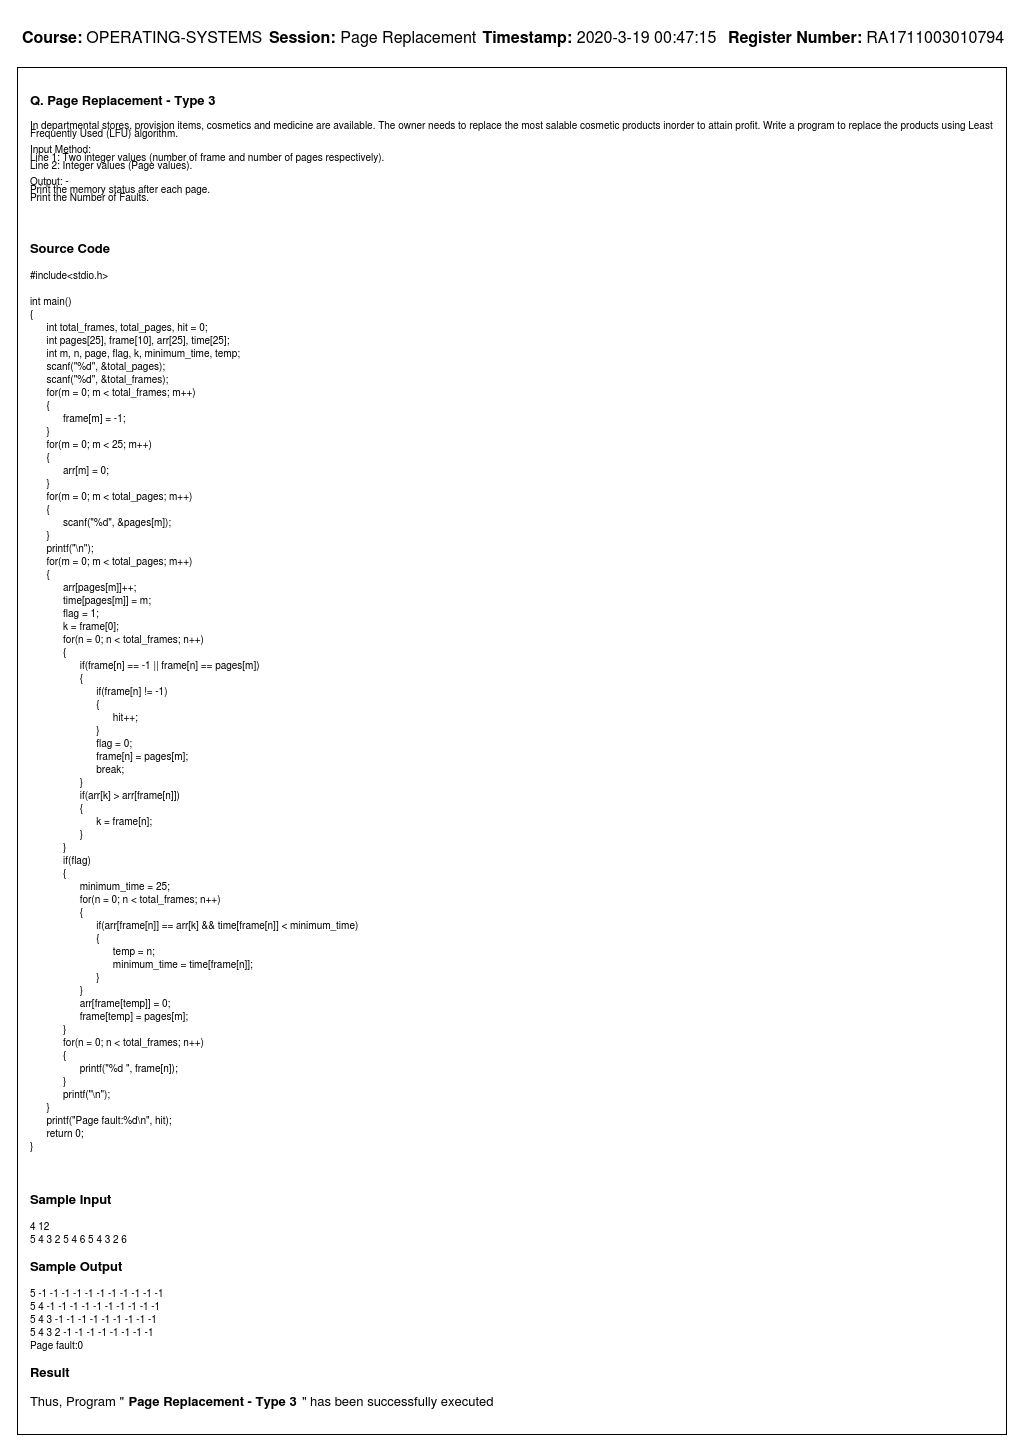 Course: OPERATING-SYSTEMS Session: Page Replacement Timestamp: 2020-3-19 00:47:15 Register Number: RA1711003010794
Q. Page Replacement - Type 3
In departmental stores, provision items, cosmetics and medicine are available. The owner needs to replace the most salable cosmetic products inorder to attain profit. Write a program to replace the products using Least
Frequently Used (LFU) algorithm.
Input Method:
Line 1: Two integer values (number of frame and number of pages respectively).
Line 2: Integer values (Page values).
Output: -
Print the memory status after each page.
Print the Number of Faults.
Source Code
#include<stdio.h>
int main()
{
int total_frames, total_pages, hit = 0;
int pages[25], frame[10], arr[25], time[25];
int m, n, page, flag, k, minimum_time, temp;
scanf("%d", &total_pages);
scanf("%d", &total_frames);
for(m = 0; m < total_frames; m++)
{
frame[m] = -1;
}
for(m = 0; m < 25; m++)
{
arr[m] = 0;
}
for(m = 0; m < total_pages; m++)
{
scanf("%d", &pages[m]);
}
printf("\n");
for(m = 0; m < total_pages; m++)
{
arr[pages[m]]++;
time[pages[m]] = m;
flag = 1;
k = frame[0];
for(n = 0; n < total_frames; n++)
{
if(frame[n] == -1 || frame[n] == pages[m])
{
if(frame[n] != -1)
{
hit++;
}
flag = 0;
frame[n] = pages[m];
break;
}
if(arr[k] > arr[frame[n]])
{
k = frame[n];
}
}
if(flag)
{
minimum_time = 25;
for(n = 0; n < total_frames; n++)
{
if(arr[frame[n]] == arr[k] && time[frame[n]] < minimum_time)
{
temp = n;
minimum_time = time[frame[n]];
}
}
arr[frame[temp]] = 0;
frame[temp] = pages[m];
}
for(n = 0; n < total_frames; n++)
{
printf("%d ", frame[n]);
}
printf("\n");
}
printf("Page fault:%d\n", hit);
return 0;
}
Sample Input
4 12
5 4 3 2 5 4 6 5 4 3 2 6
Sample Output
5 -1 -1 -1 -1 -1 -1 -1 -1 -1 -1 -1
5 4 -1 -1 -1 -1 -1 -1 -1 -1 -1 -1
5 4 3 -1 -1 -1 -1 -1 -1 -1 -1 -1
5 4 3 2 -1 -1 -1 -1 -1 -1 -1 -1
Page fault:0
Result
Thus, Program " Page Replacement - Type 3 " has been successfully executed